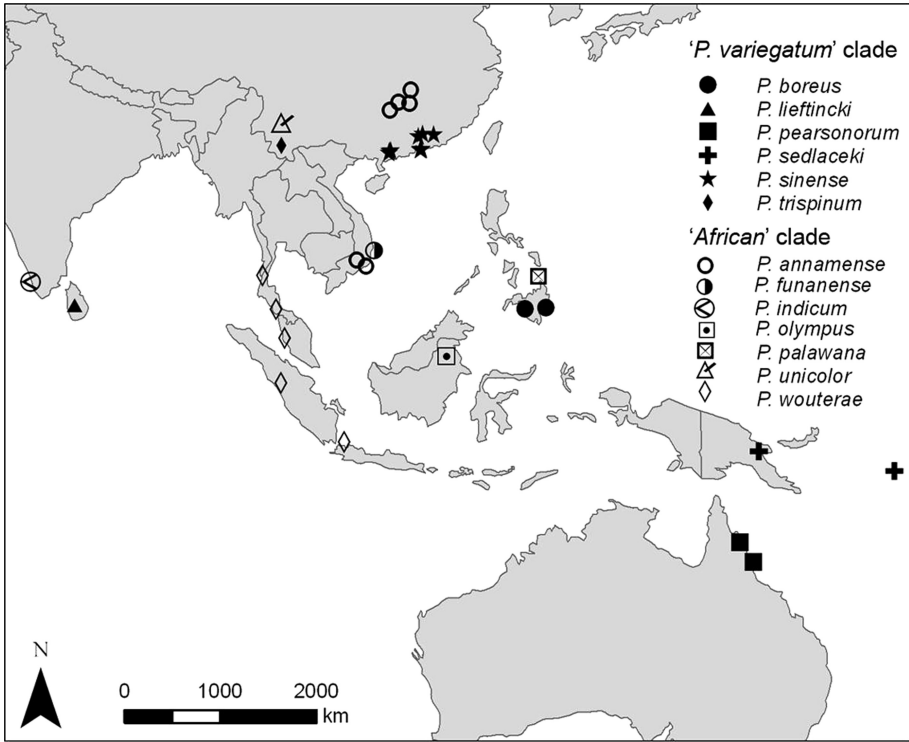 'P. variegatum' clade
P. boreus
P. lieftincki
P. pearsonorum
P. sedlaceki
P. sinense
P. trispinum
'African' clade
P. annamense
P. funanense
P. indicum
P. olympus
P. palawana
P. unicolor
P. wouterae
N
0 1000 2000
km